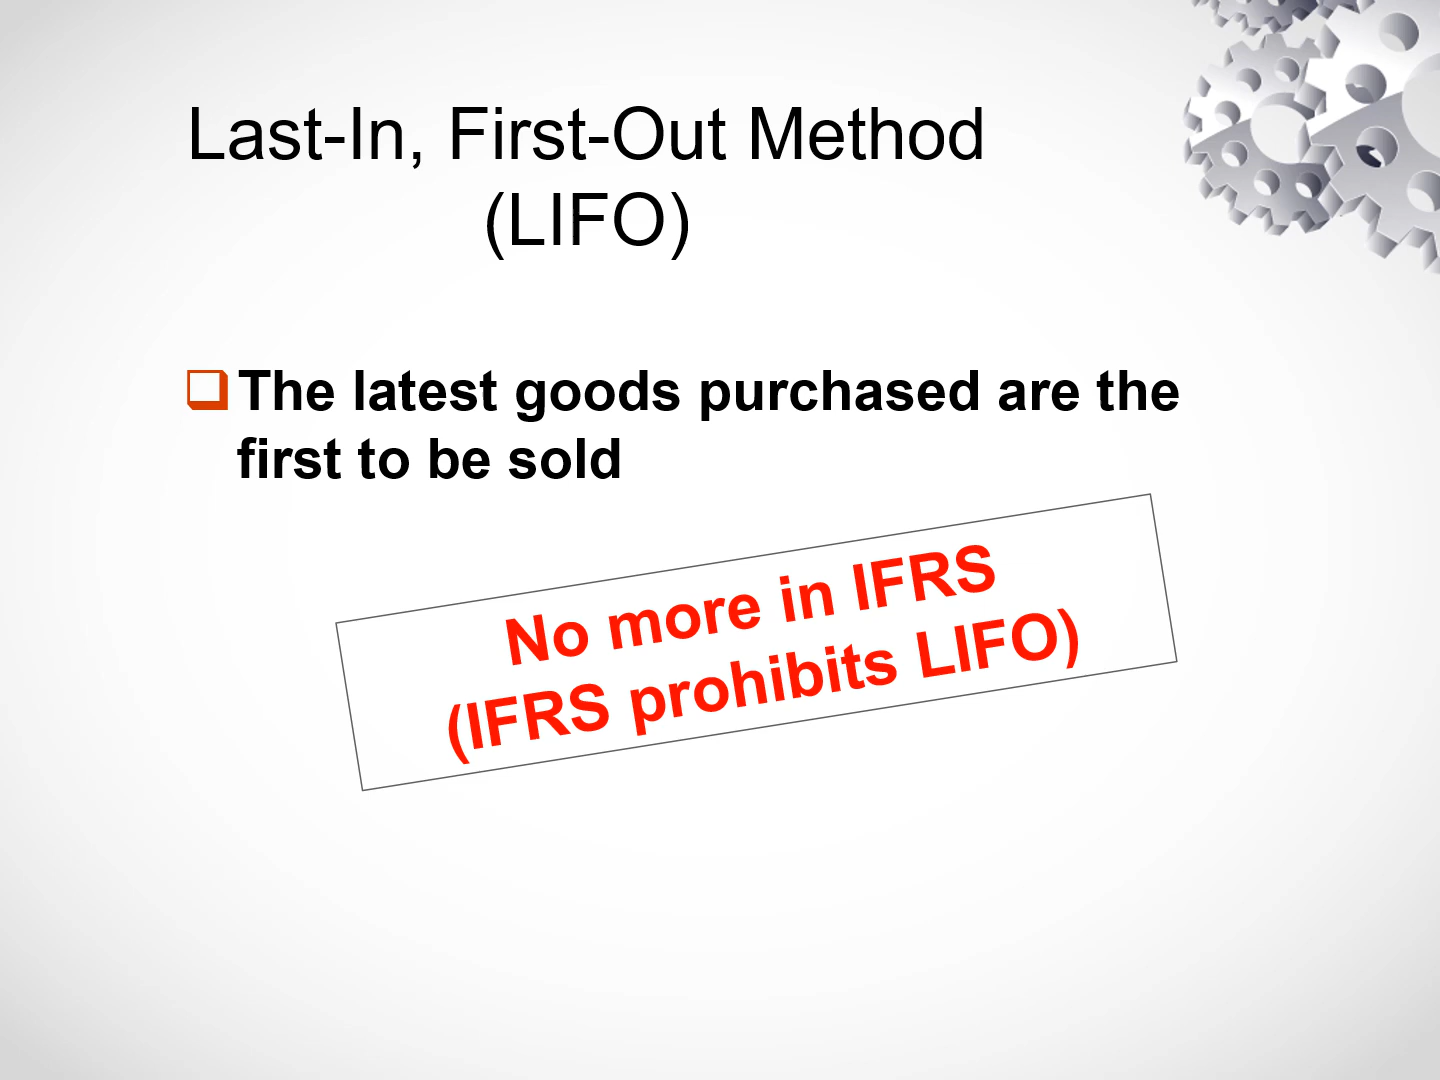 Last-In, First-Out Method
(LIFO)
The latest goods purchased are the
first to be sold
No more in IFRS
(IFRS prohibits LIFO)